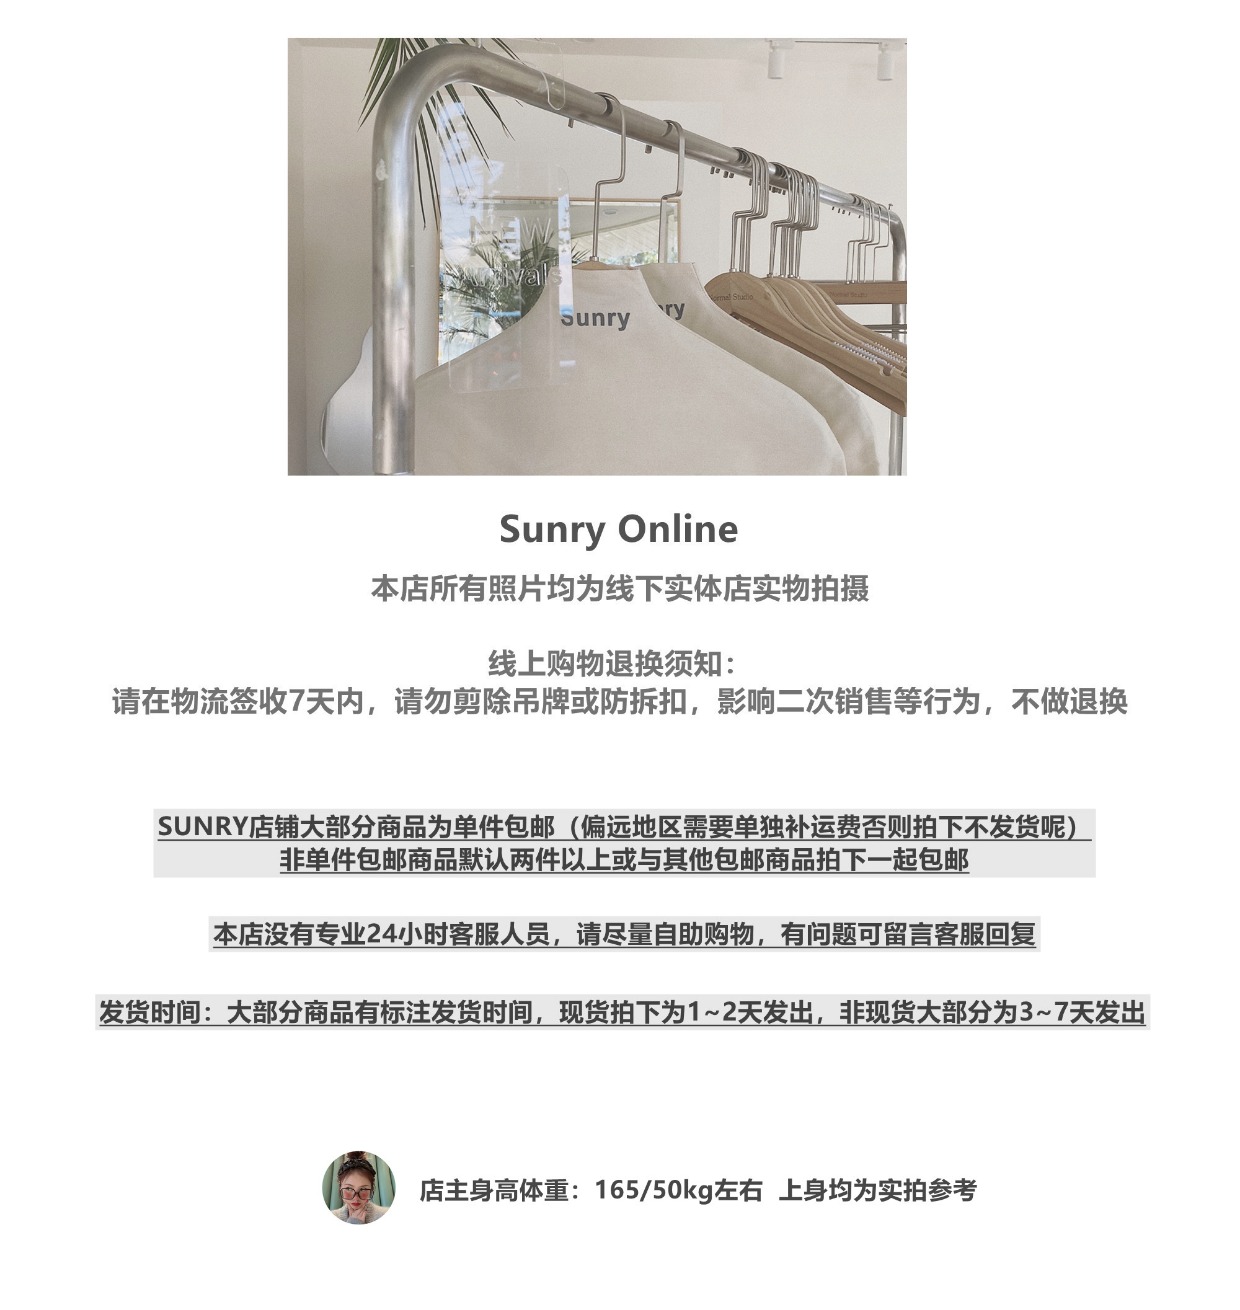 NEW
Arrivals
Sunry
ry
Normal Studio
Sunry Online
本店所有照片均为线下实体店实物拍摄
线上购物退换须知：
请在物流签收7天内，请勿剪除吊牌或防拆扣，影响二次销售等行为，不做退换
SUNRY店铺大部分商品为单件包邮（偏远地区需要单独补运费否则拍下不发货呢）
非单件包邮商品默认两件以上或与其他包邮商品拍下一起包邮
本店没有专业24小时客服人员，请尽量自助购物，有问题可留言客服回复
发货时间：大部分商品有标注发货时间，现货拍下为1~2天发出，非现货大部分为3~7天发出
店主身高体重：165/50kg左右 上身均为实拍参考